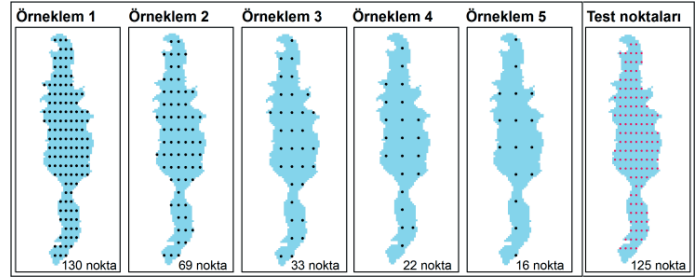 Örneklem 1
Örneklem 2
Örneklem 3
Örneklem 4
Örneklem 5
Test noktaları
130 nokta
69 nokta
33 nokta
22 nokta
16 nokta
125 nokta